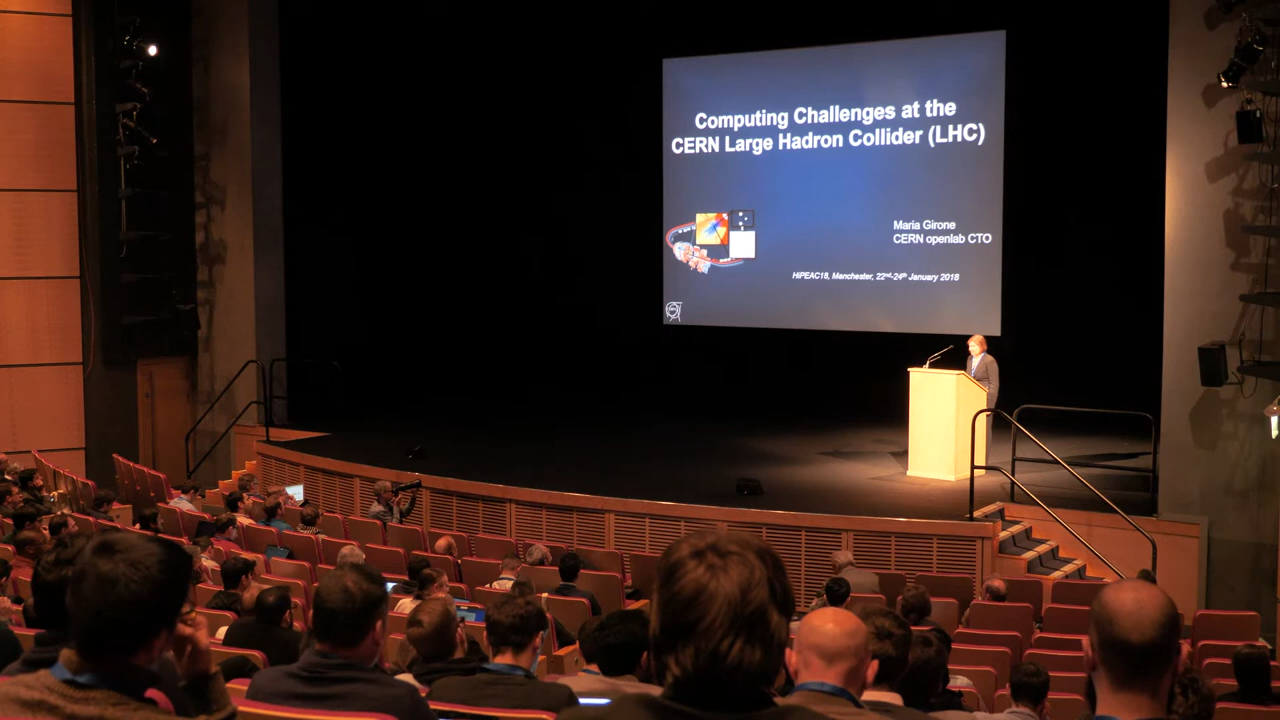 Computing Challenges at the
CERN Large Hadron Collider (LHC)
Maria Girone
CERN openlab CTO
HiPEAC18, Manchester, 22nd-24th January 2018